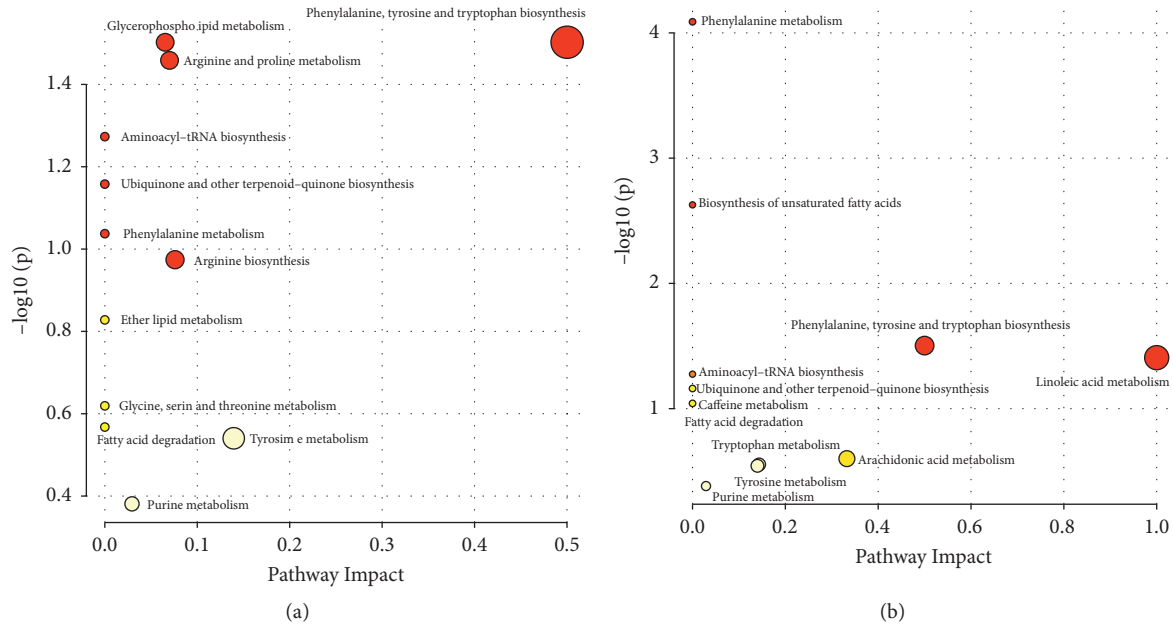 Phenylalanine, tyrosine and tryptophan biosynthesis
Glycerophospho ipid metabolism
Arginine and proline metabolism
1.4
Aminoacyl–tRNA biosynthesis
1.2
Ubiquinone and other terpenoid–quinone biosynthesis
Phenylalanine metabolism
1.0
Arginine biosynthesis
–log10 (p)
Ether lipid metabolism
0.8
Glycine, serin and threonine metabolism
0.6
Fatty acid degradation
Tyrosim e metabolism
0.4
Purine metabolism
0.0 0.1 0.2 0.3 0.4 0.5
Pathway Impact
(a)
4
Phenylalanine metabolism
3
Biosynthesis of unsaturated fatty acids
–log10 (p)
2
Phenylalanine, tyrosine and tryptophan biosynthesis
Aminoacyl–tRNA biosynthesis
Linoleic acid metabolism
Ubiquinone and other terpenoid–quinone biosynthesis
Caffeine metabolism
1
Fatty acid degradation
Tryptophan metabolism
Arachidonic acid metabolism
Tyrosine metabolism
Purine metabolism
0.0 0.2 0.4 0.6 0.8 1.0
Pathway Impact
(b)